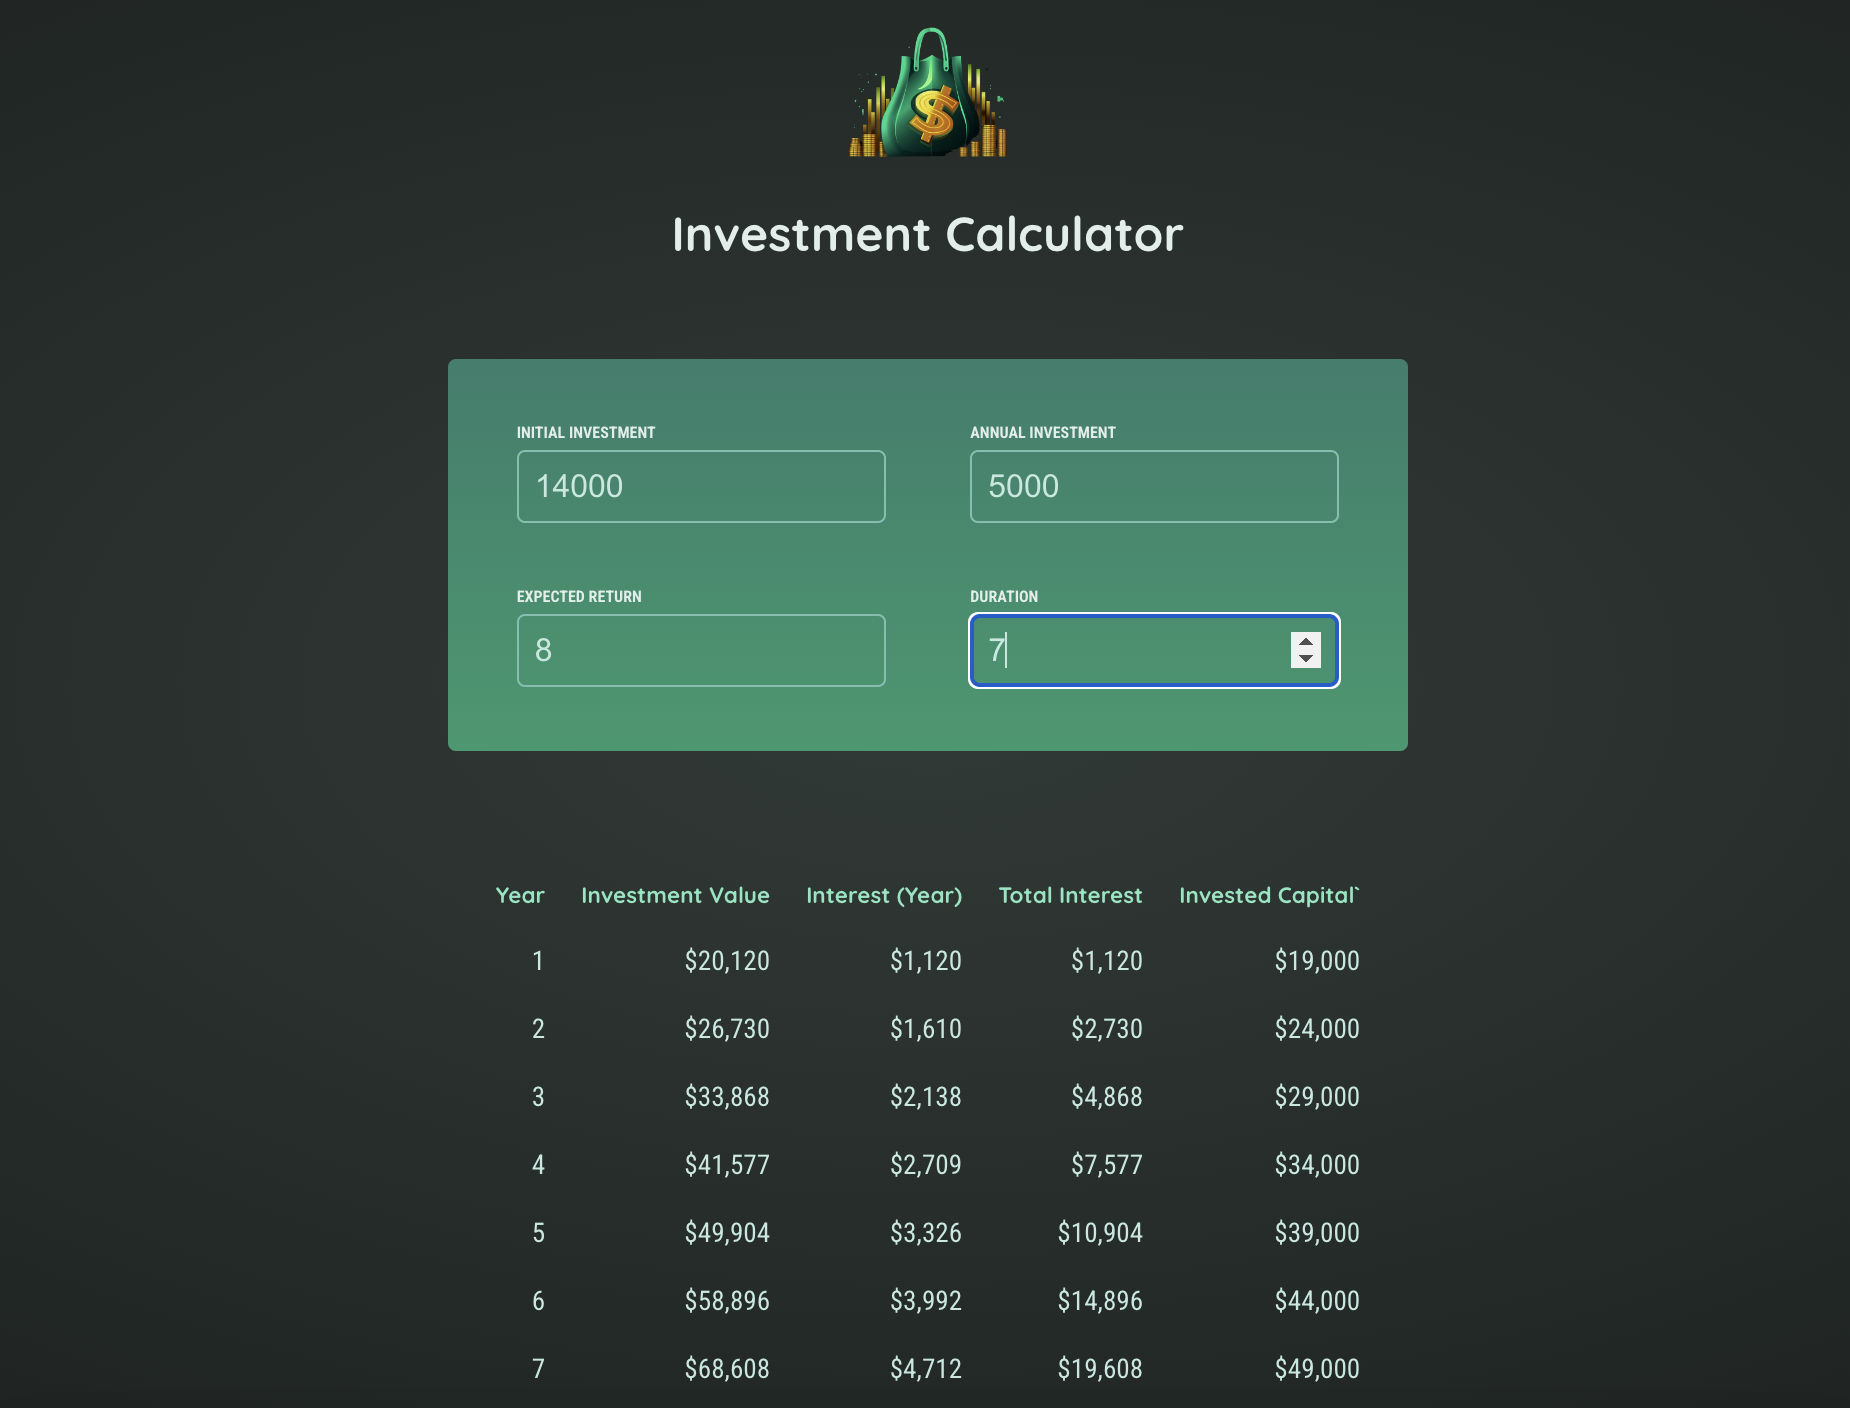 $
Investment Calculator
INITIAL INVESTMENT ANNUAL INVESTMENT
14000 5000
EXPECTED RETURN DURATION
8 7
Year Investment Value Interest (Year) Total Interest Invested Capital`
1 $20,120 $1,120 $1,120 $19,000
2 $26,730 $1,610 $2,730 $24,000
3 $33,868 $2,138 $4,868 $29,000
4 $41,577 $2,709 $7,577 $34,000
5 $49,904 $3,326 $10,904 $39,000
6 $58,896 $3,992 $14,896 $44,000
7 $68,608 $4,712 $19,608 $49,000